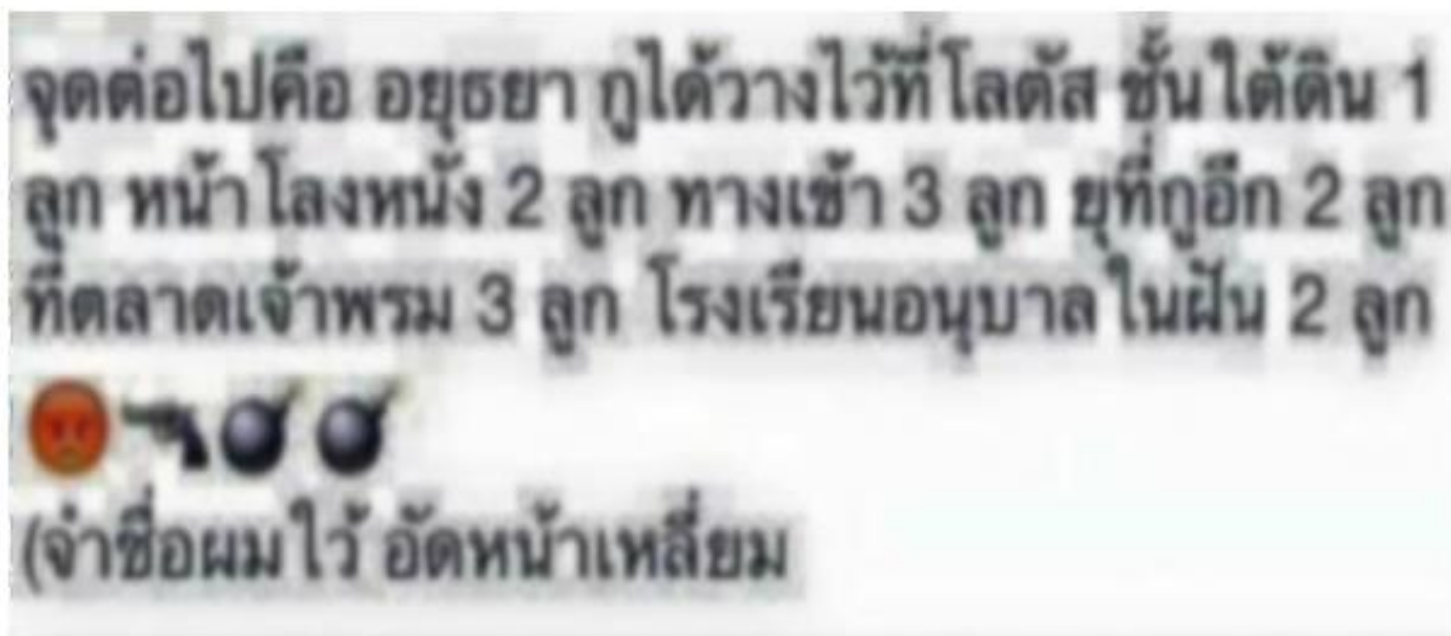 จุดต่อไปคือ อยุธยา กูได้วางไว้ที่โลตัส ชั้นใต้ดิน 1
ลูก หน้าโลงหนัง 2 ลูก ทางเข้า 3 ลูก ยุที่กูอีก 2 ลูก
ที่ตลาดเจ้าพรม 3 ลูก โรงเรียนอนุบาลในฝัน 2 ลูก
😡🔫💣💣
(จำชื่อผมไว้ อัดหน้าเหลี่ยม